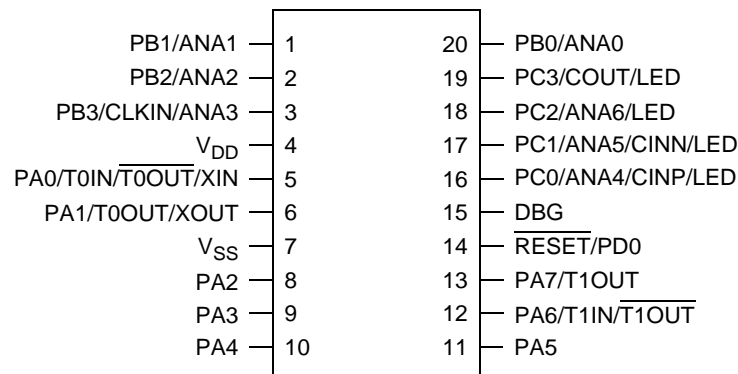 PB1/ANA1 1 20 PB0/ANA0
PB2/ANA2 2 19 PC3/COUT/LED
PB3/CLKIN/ANA3 3 18 PC2/ANA6/LED
VDD 4 17 PC1/ANA5/CINN/LED
PA0/T0IN/T0OUT/XIN 5 16 PC0/ANA4/CINP/LED
PA1/T0OUT/XOUT 6 15 DBG
VSS 7 14 RESET/PD0
PA2 8 13 PA7/T1OUT
PA3 9 12 PA6/T1IN/T1OUT
PA4 10 11 PA5